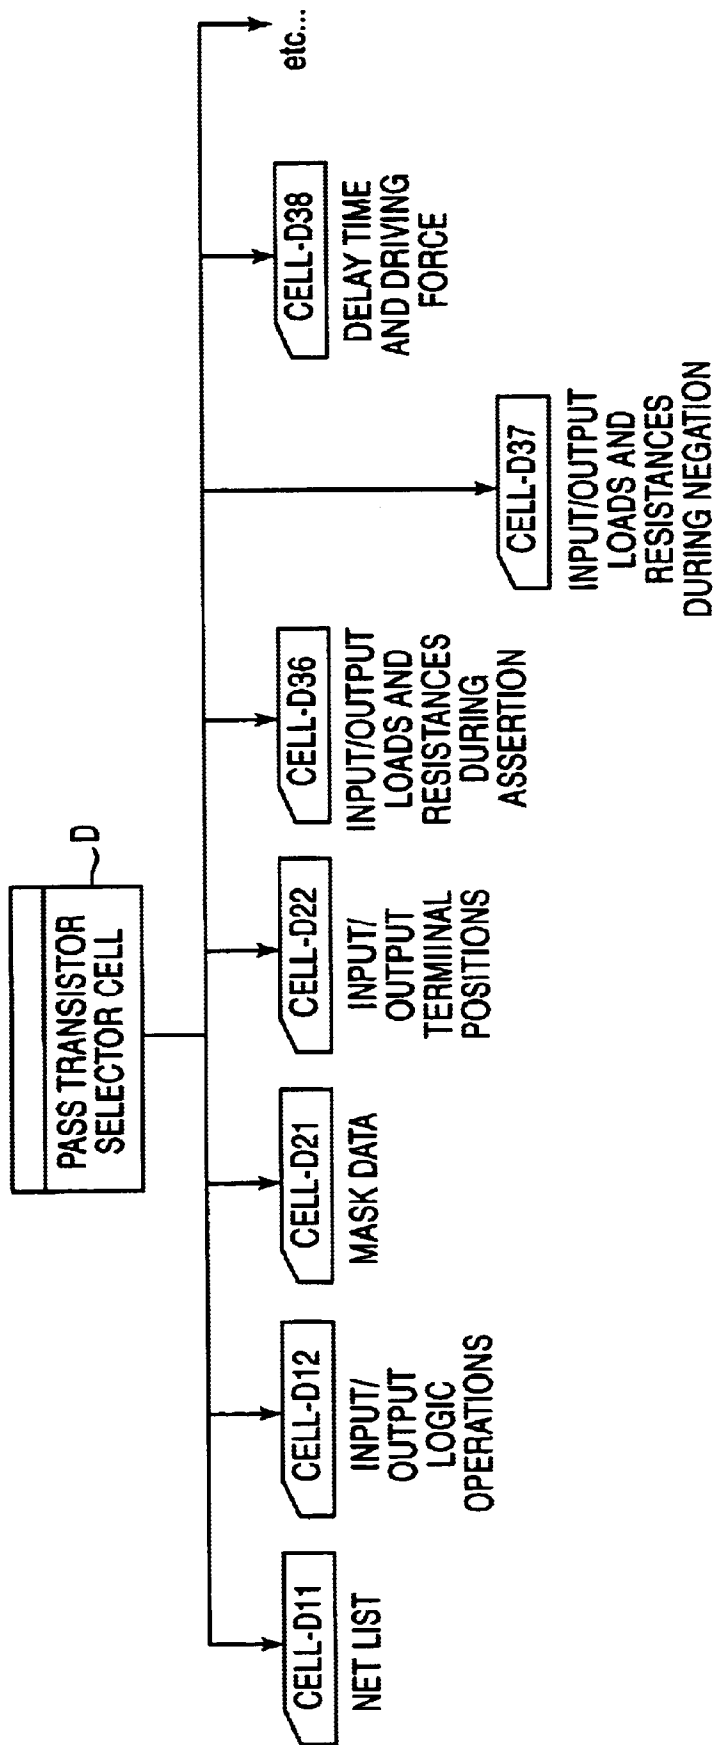 PASS TRANSISTOR
SELECTOR CELL
D
CELL-D11
NET LIST
CELL-D12
INPUT/
OUTPUT
LOGIC
OPERATIONS
CELL-D21
MASK DATA
CELL-D22
INPUT/
OUTPUT
TERMIINAL
POSITIONS
CELL-D36
INPUT/OUTPUT
LOADS AND
RESISTANCES
DURING
ASSERTION
CELL-D37
INPUT/OUTPUT
LOADS AND
RESISTANCES
DURING NEGATION
CELL-D38
DELAY TIME
AND DRIVING
FORCE
etc...